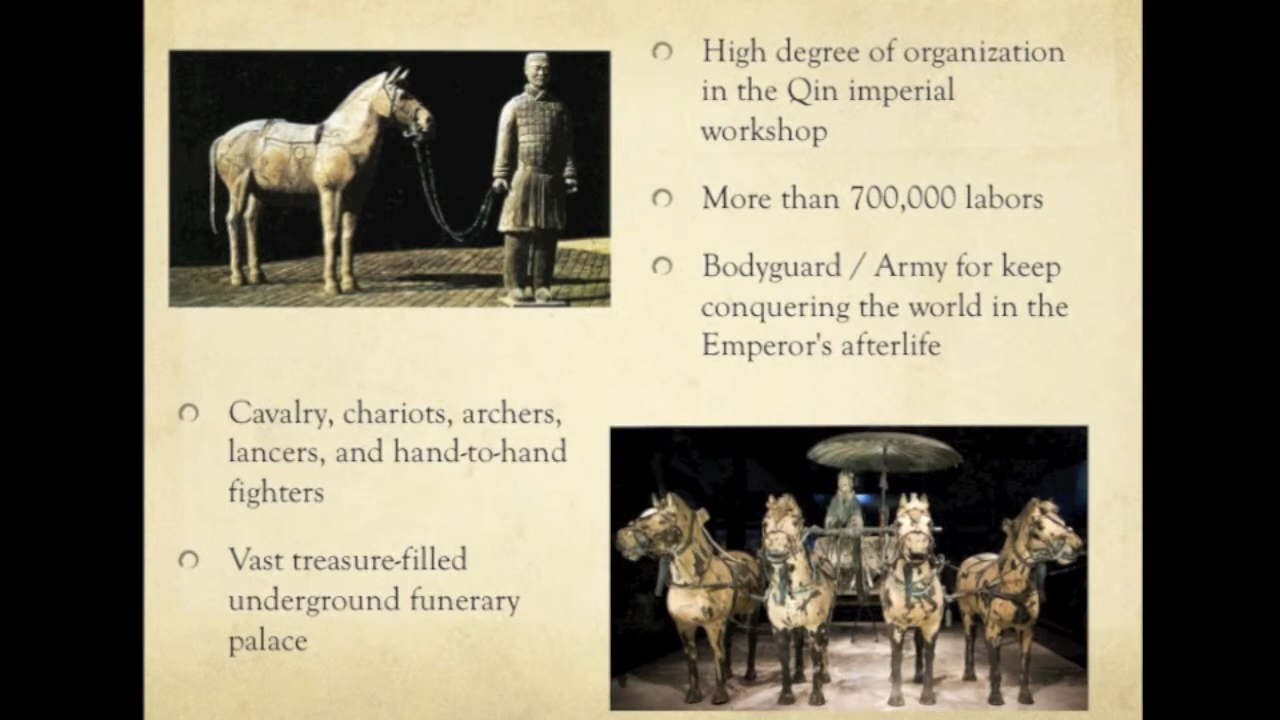 High degree of organization
in the Qin imperial
workshop
More than 700,000 labors
Bodyguard / Army for keep
conquering the world in the
Emperor's afterlife
Cavalry, chariots, archers,
lancers, and hand-to-hand
fighters
Vast treasure-filled
underground funerary
palace